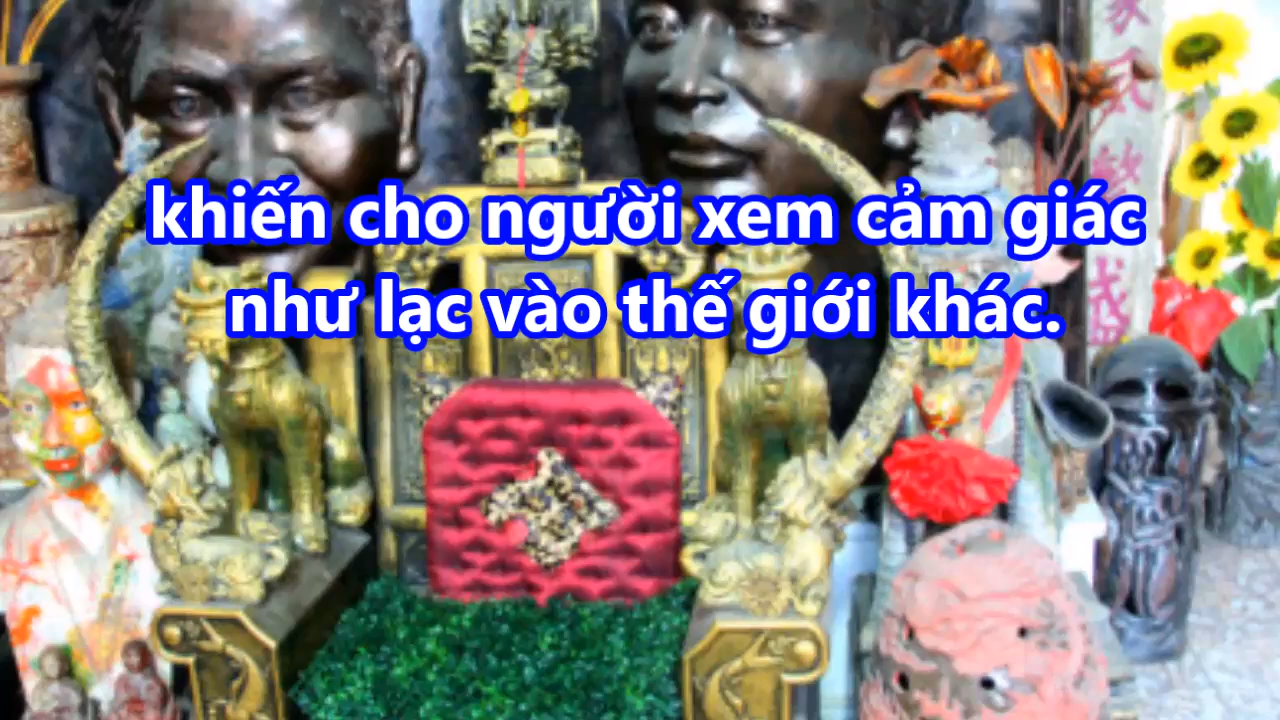 khiến cho người xem cảm giác
như lạc vào thế giới khác.